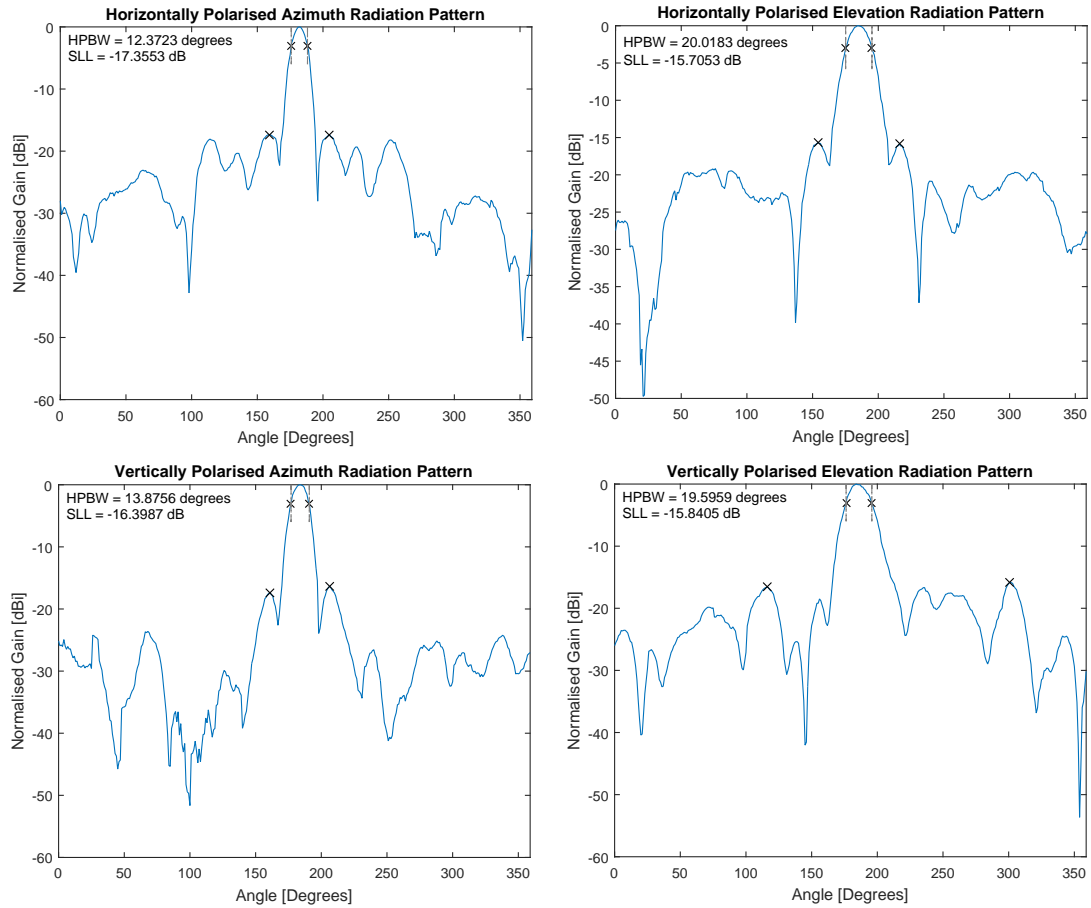 Horizontally Polarised Azimuth Radiation Pattern
HPBW = 12.3723 degrees
SLL = -17.3553 dB
0
-10
-20
-30
-40
-50
-60
Normalised Gain [dBi]
0 50 100 150 200 250 300 350
Angle [Degrees]
Horizontally Polarised Elevation Radiation Pattern
HPBW = 20.0183 degrees
SLL = -15.7053 dB
0
-5
-10
-15
-20
-25
-30
-35
-40
-45
-50
Normalised Gain [dBi]
0 50 100 150 200 250 300 350
Angle [Degrees]
Vertically Polarised Azimuth Radiation Pattern
HPBW = 13.8756 degrees
SLL = -16.3987 dB
0
-10
-20
-30
-40
-50
-60
Normalised Gain [dBi]
0 50 100 150 200 250 300 350
Angle [Degrees]
Vertically Polarised Elevation Radiation Pattern
HPBW = 19.5959 degrees
SLL = -15.8405 dB
0
-10
-20
-30
-40
-50
-60
Normalised Gain [dBi]
0 50 100 150 200 250 300 350
Angle [Degrees]